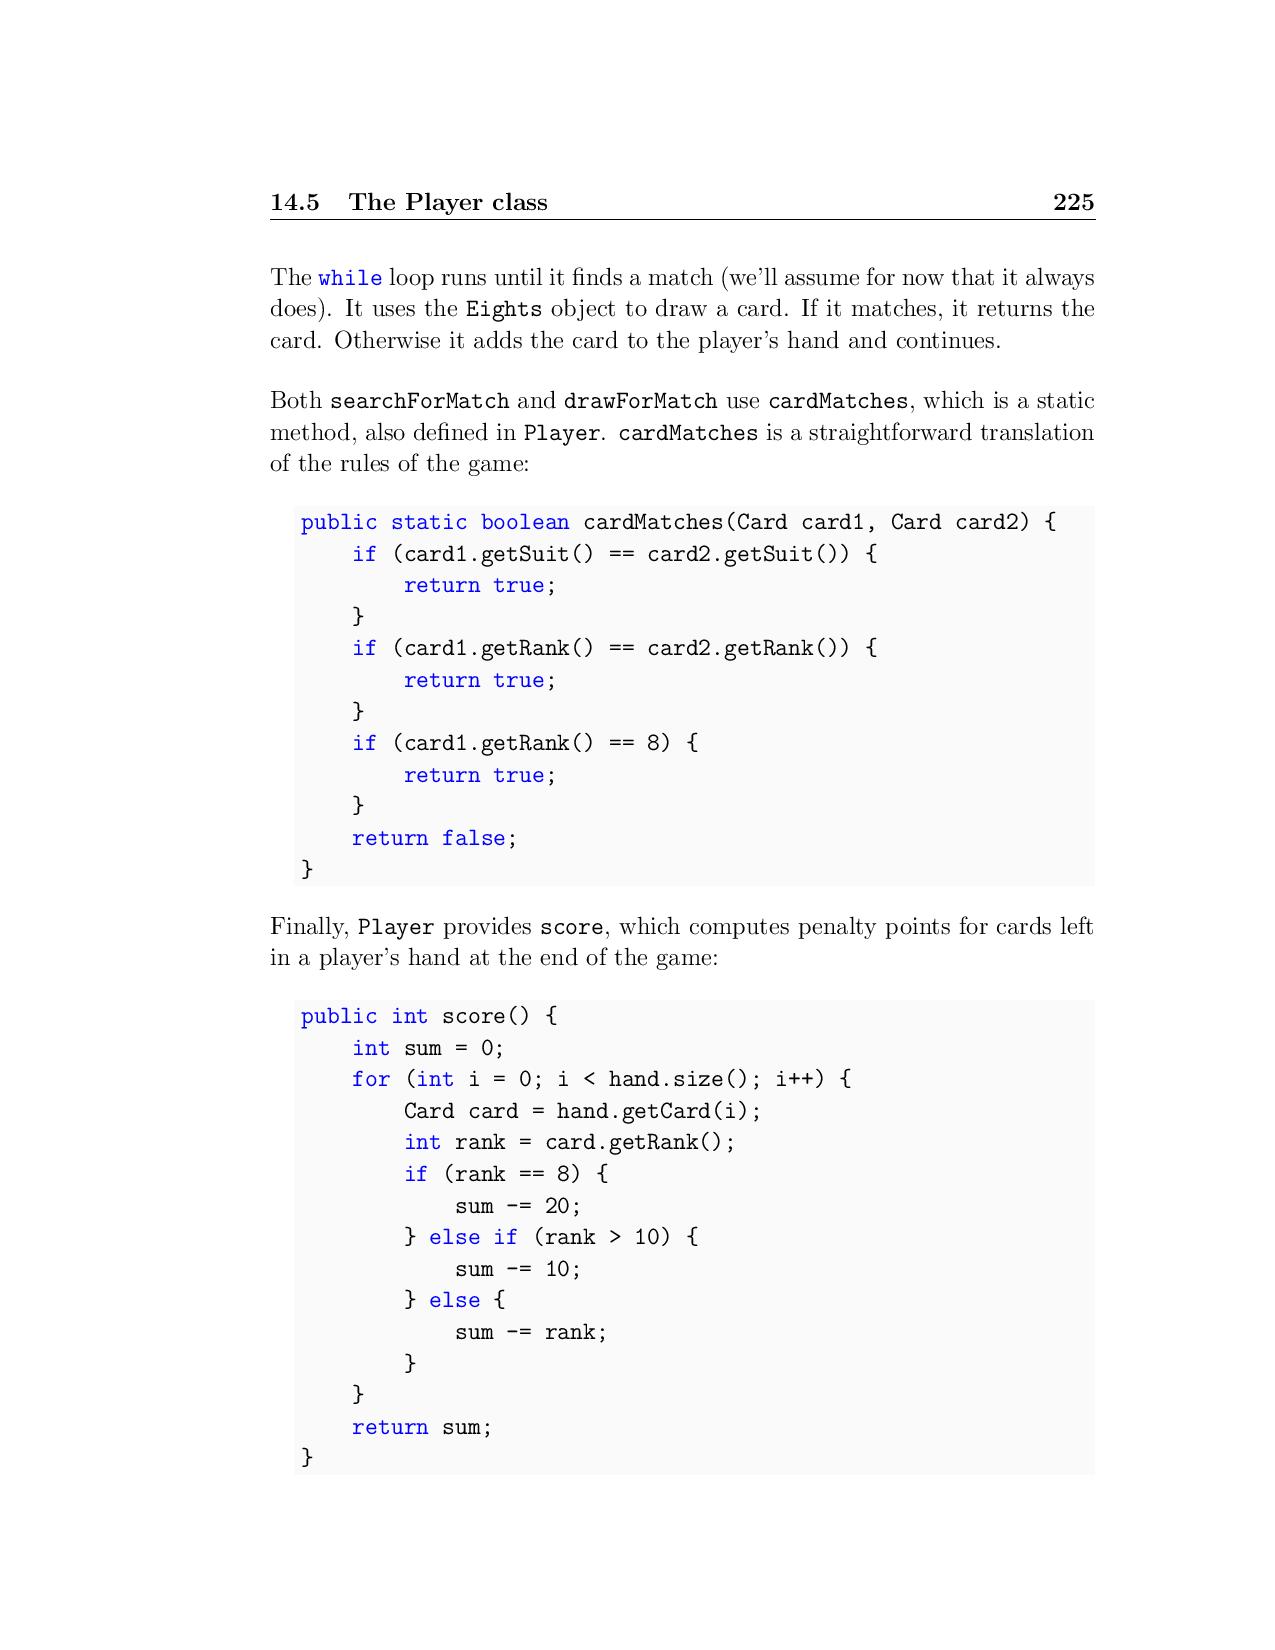 14.5 The Player class 225
The while loop runs until it finds a match (we'll assume for now that it always
does). It uses the Eights object to draw a card. If it matches, it returns the
card. Otherwise it adds the card to the player's hand and continues.
Both searchForMatch and drawForMatch use cardMatches, which is a static
method, also defined in Player. cardMatches is a straightforward translation
of the rules of the game:
public static boolean cardMatches(Card card1, Card card2) {
    if (card1.getSuit() == card2.getSuit()) {
        return true;
    }
    if (card1.getRank() == card2.getRank()) {
        return true;
    }
    if (card1.getRank() == 8) {
        return true;
    }
    return false;
}
Finally, Player provides score, which computes penalty points for cards left
in a player's hand at the end of the game:
public int score() {
    int sum = 0;
    for (int i = 0; i < hand.size(); i++) {
        Card card = hand.getCard(i);
        int rank = card.getRank();
        if (rank == 8) {
            sum -= 20;
        } else if (rank > 10) {
            sum -= 10;
        } else {
            sum -= rank;
        }
    }
    return sum;
}